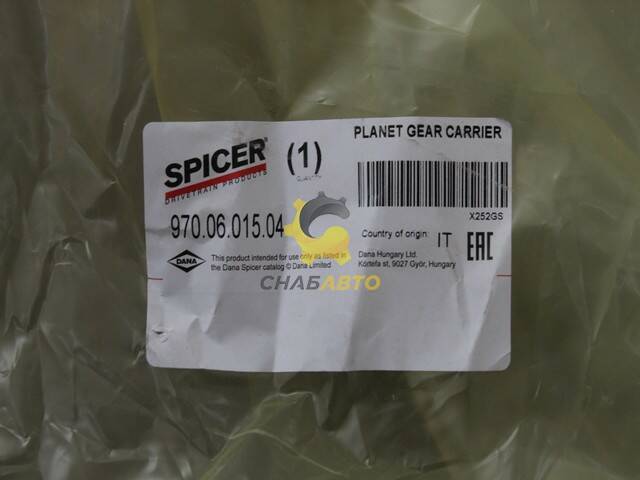 PLANET GEAR CARRIER
SPICER®
DRIVETRAIN PRODUCTS
(1)
QUANTITY
X252GS
970.06.015.04
Country of origin: IT
EAC
DANA
This product intended for use only as listed in
the Dana Spicer catalog © Dana Limited
Dana Hungary Ltd.
Körtefa st, 9027 Győr, Hungary
СНАБАВТО